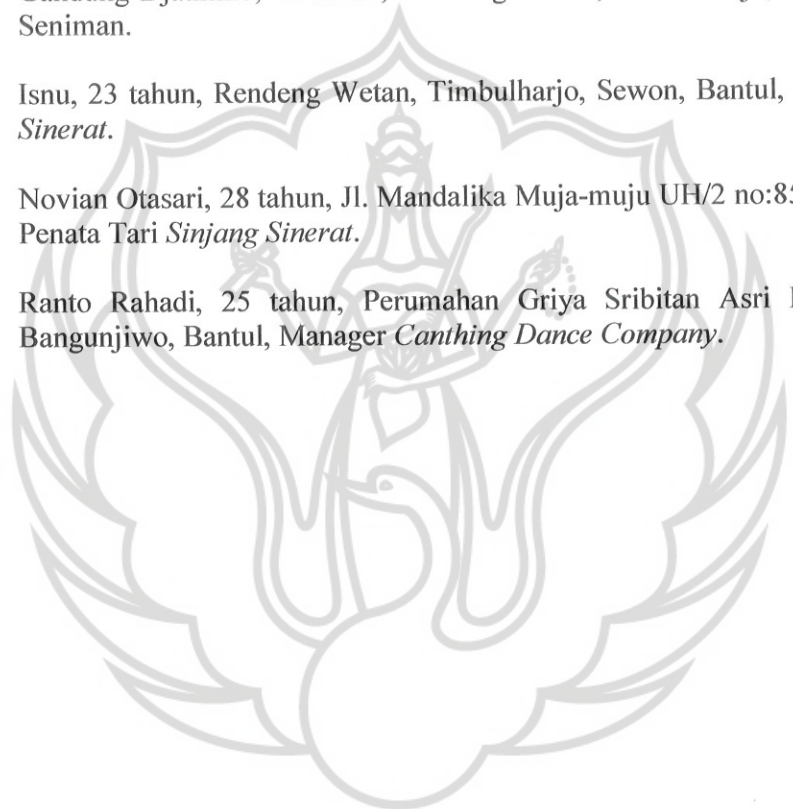 Seniman.
Isnu, 23 tahun, Rendeng Wetan, Timbulharjo, Sewon, Bantul,
Sinerat.
Novian Otasari, 28 tahun, Jl. Mandalika Muja-muju UH/2 no:85
Penata Tari Sinjang Sinerat.
Ranto Rahadi, 25 tahun, Perumahan Griya Sribitan Asri
Bangunjiwo, Bantul, Manager Canthing Dance Company.